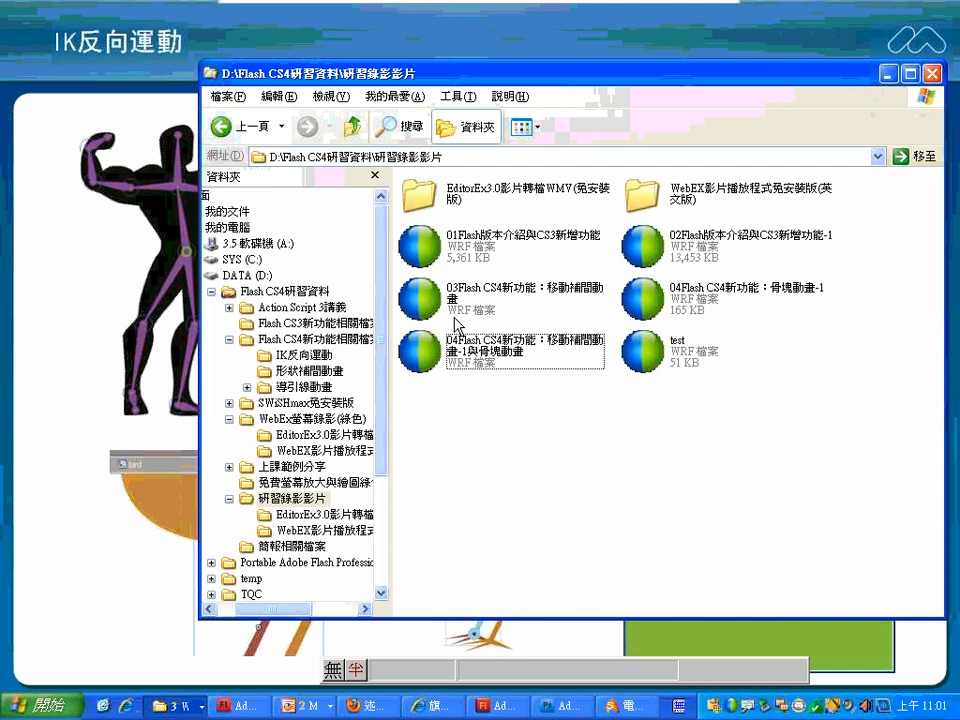 IK反向運動
D:\Flash CS4研習資料\研習錄影影片
檔案(F) 編輯(E) 檢視(V) 我的最愛(A) 工具(T) 說明(H)
上一頁 搜尋 資料夾
網址(D) D:\Flash CS4研習資料\研習錄影影片 移至
資料夾
面
我的文件
我的電腦
3.5 軟碟機 (A:)
SYS (C:)
DATA (D:)
Flash CS4研習資料
Action Script 3講義
Flash CS3新功能相關檔案
Flash CS4新功能相關檔案
IK反向運動
形狀補間動畫
導引線動畫
SWiSHmax免安裝版
WebEx螢幕錄影(綠色)
EditorEx3.0影片轉檔
WebEX影片播放程式
上課範例分享
免費螢幕放大與繪圖綠
研習錄影影片
EditorEx3.0影片轉檔
WebEX影片播放程式
簡報相關檔案
Portable Adobe Flash Professio
temp
TQC
EditorEx3.0影片轉檔WMV(免安裝
版)
WebEX影片播放程式免安裝版(英
文版)
01Flash版本介紹與CS3新增功能
WRF 檔案
5,361 KB
02Flash版本介紹與CS3新增功能-1
WRF 檔案
13,453 KB
03Flash CS4新功能：移動補間動
畫
WRF 檔案
04Flash CS4新功能：骨塊動畫-1
WRF 檔案
165 KB
04Flash CS4新功能：移動補間動
畫-1與骨塊動畫
WRF 檔案
test
WRF 檔案
51 KB
bird
無 半
開始 3 W Ad... 2 M 迷... 旗... Ad... Ad... 電... 上午 11:01